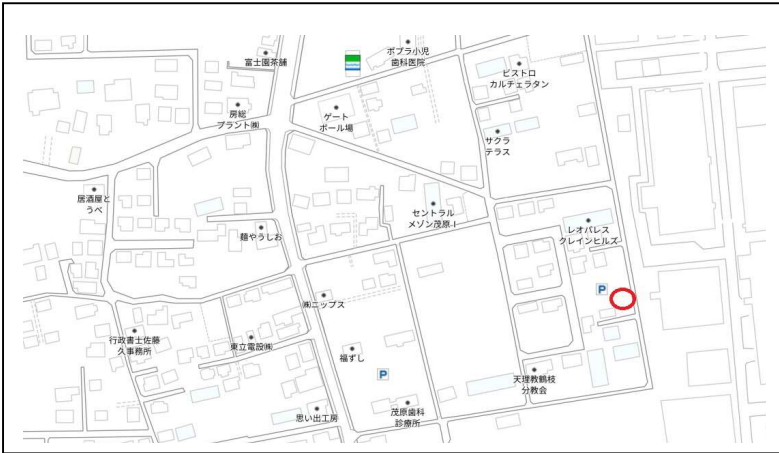 富士園茶舗
ポプラ小児
歯科医院
ビストロ
カルチェラタン
房総
プラント㈱
ゲート
ボール場
サクラ
テラス
居酒屋と
うべ
セントラル
メゾン茂原Ⅰ
麺やうしお
レオパレス
クレインヒルズ
P
㈱ニップス
行政書士佐藤
久事務所
東立電設㈱
福ずし
P
天理教鶴枝
分教会
思い出工房
茂原歯科
診療所